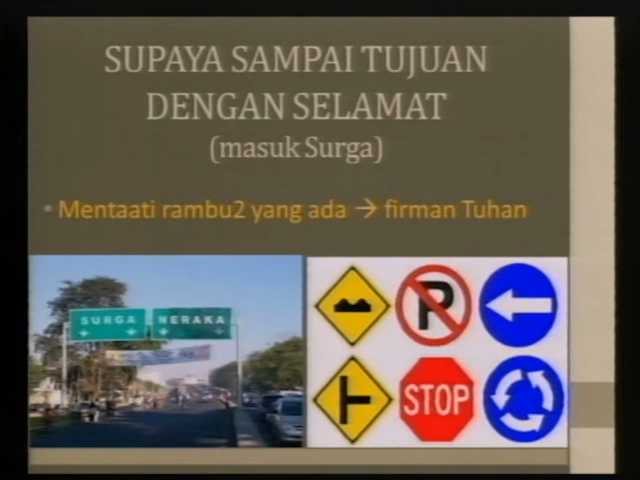 SUPAYA SAMPAI TUJUAN
DENGAN SELAMAT
(masuk Surga)
• Mentaati rambu2 yang ada → firman Tuhan
SURGA
NERAKA
P
STOP